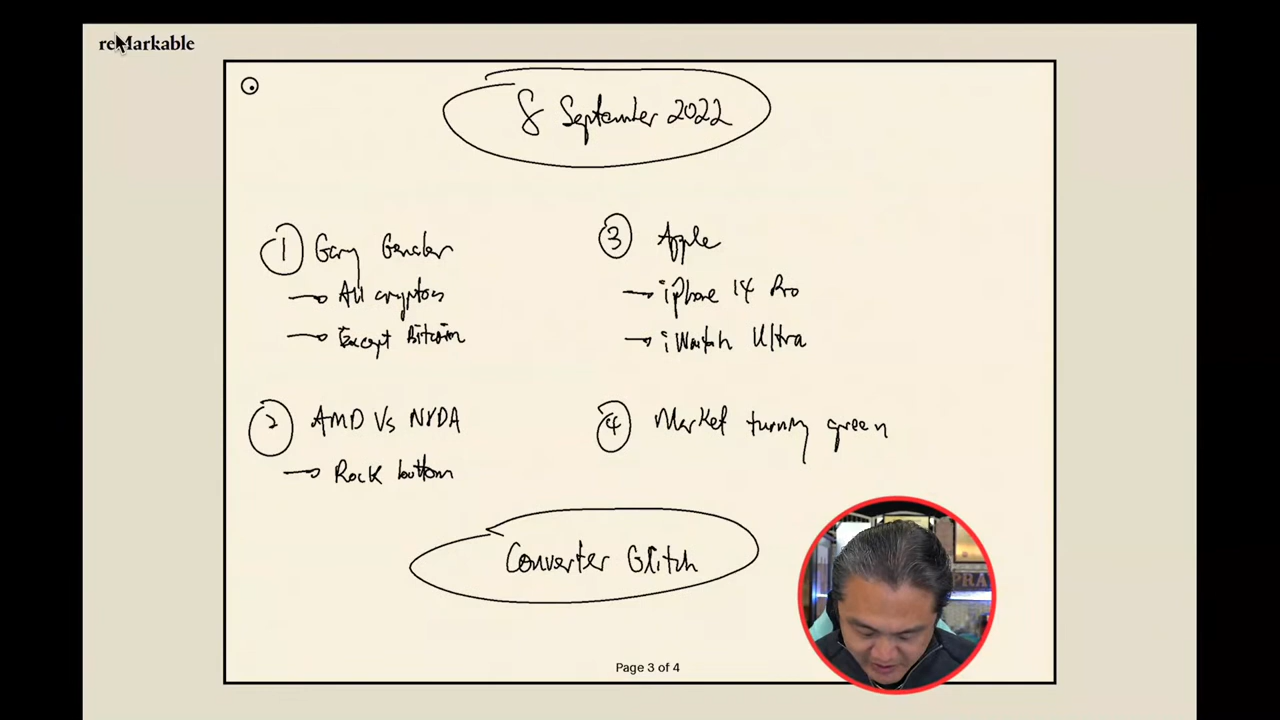 reMarkable
8 September 2022
1 Gary Gensler
→ All cryptos
→ Except Bitcoin
2 AMD Vs NVDA
→ Rock bottom
3 Apple
→ iPhone 14 Pro
→ iWatch Ultra
4 Market turning green
Converter Glitch
PRA
Page 3 of 4